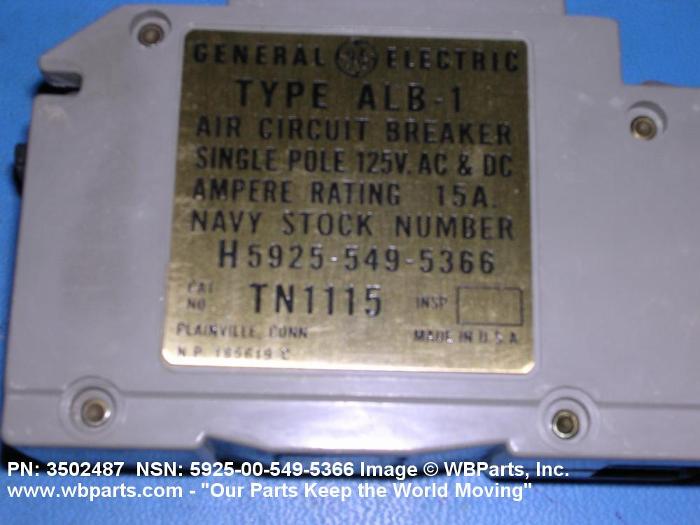 GENERAL GE ELECTRIC
TYPE ALB-1
AIR CIRCUIT BREAKER
SINGLE POLE 125V. AC & DC
AMPERE RATING 15A.
NAVY STOCK NUMBER
H5925-549-5366
CAT NO TN1115 INSP
PLAINVILLE, CONN MADE IN U.S.A
N.P. 165619 C
PN: 3502487 NSN: 5925-00-549-5366 Image © WBParts, Inc.
www.wbparts.com - "Our Parts Keep the World Moving"